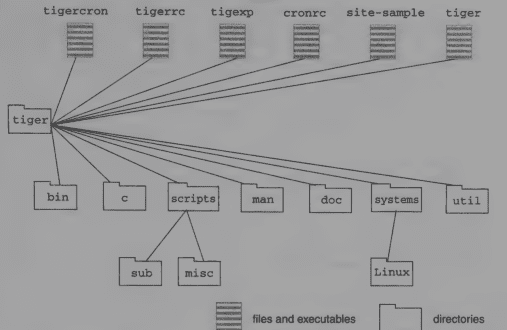 tigercron tigerrc tigexp cronrc site-sample tiger
tiger
bin c scripts man doc systems util
sub misc Linux
files and executables directories